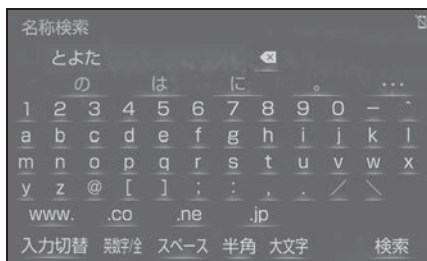 名称検索
とよた
の は に 。 ...
1 2 3 4 5 6 7 8 9 0 - ^
a b c d e f g h i j k l
m n o p q r s t u v w x
y z @ [ ] ; : , . / \
www. .co .ne .jp
入力切替 英数字/全 スペース 半角 大文字 検索